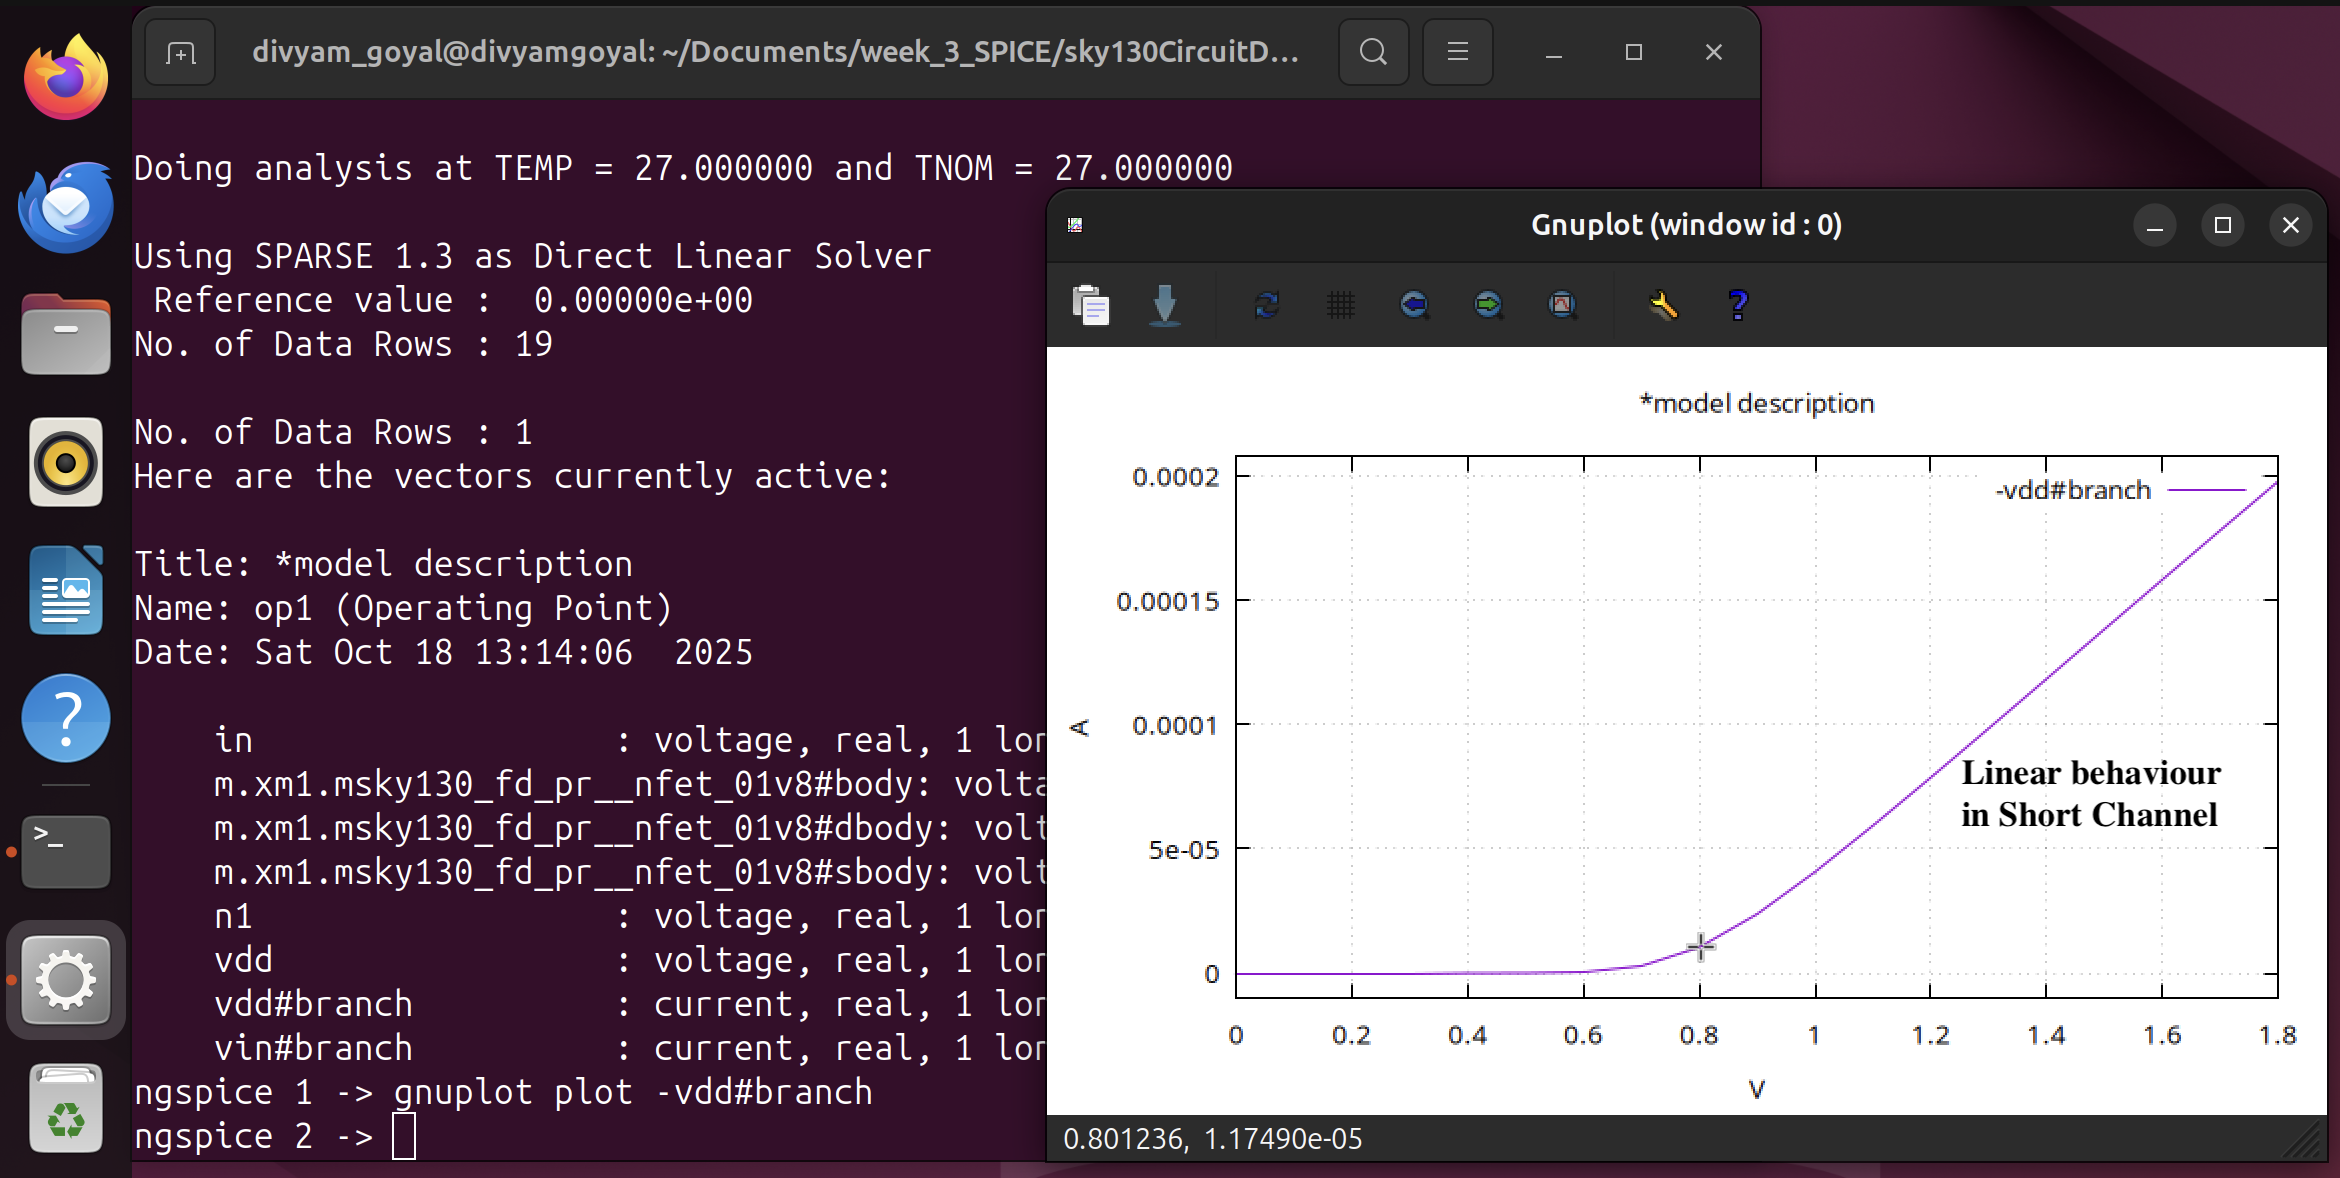 divyam_goyal@divyamgoyal: ~/Documents/week_3_SPICE/sky130CircuitD...
Doing analysis at TEMP = 27.000000 and TNOM = 27.000000
Using SPARSE 1.3 as Direct Linear Solver
Reference value :  0.00000e+00
No. of Data Rows : 19
No. of Data Rows : 1
Here are the vectors currently active:
Title: *model description
Name: op1 (Operating Point)
Date: Sat Oct 18 13:14:06  2025
in : voltage, real, 1 lon
m.xm1.msky130_fd_pr__nfet_01v8#body: volta
m.xm1.msky130_fd_pr__nfet_01v8#dbody: volt
m.xm1.msky130_fd_pr__nfet_01v8#sbody: volt
n1 : voltage, real, 1 lon
vdd : voltage, real, 1 lon
vdd#branch : current, real, 1 lon
vin#branch : current, real, 1 lon
ngspice 1 -> gnuplot plot -vdd#branch
ngspice 2 ->
Gnuplot (window id : 0)
*model description
-vdd#branch
0.0002
0.00015
0.0001
5e-05
0
A
Linear behaviour
in Short Channel
0 0.2 0.4 0.6 0.8 1 1.2 1.4 1.6 1.8
V
0.801236, 1.17490e-05